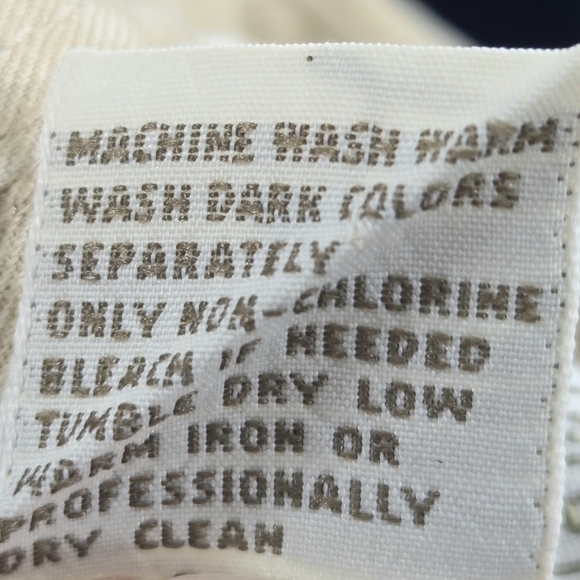 MACHINE WASH WARM
WASH DARK COLORS
SEPARATELY
ONLY NON-CHLORINE
BLEACH IF NEEDED
TUMBLE DRY LOW
WARM IRON OR
PROFESSIONALLY
DRY CLEAN